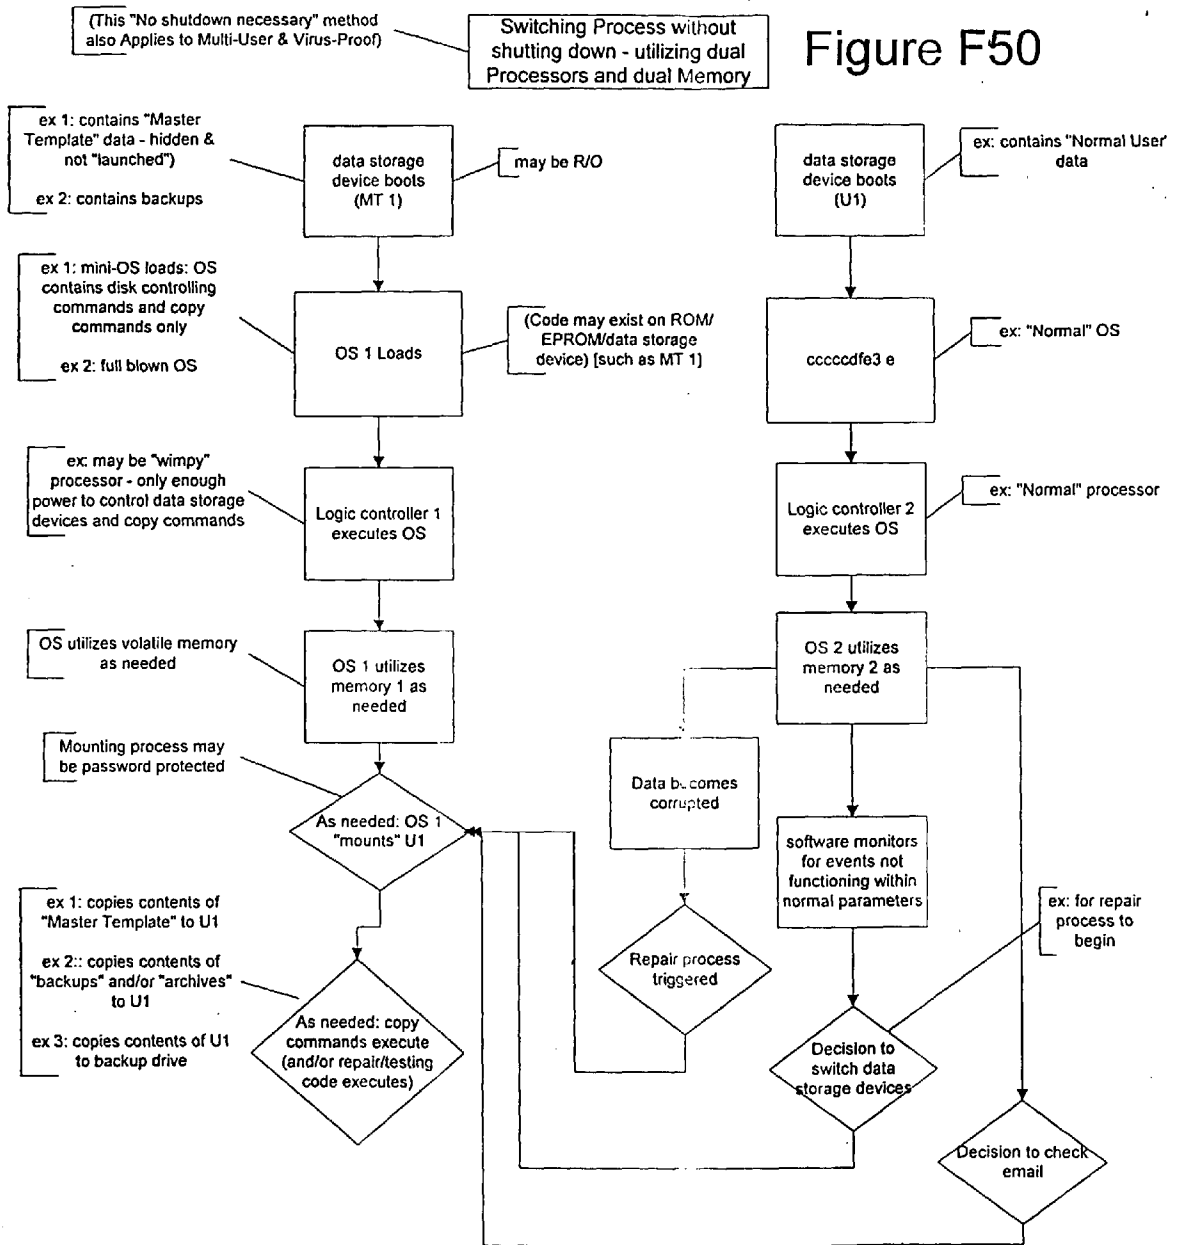 (This "No shutdown necessary" method
also Applies to Multi-User & Virus-Proof)
Switching Process without
shutting down - utilizing dual
Processors and dual Memory
Figure F50
ex 1: contains "Master
Template" data - hidden &
not "launched")
ex 2: contains backups
data storage
device boots
(MT 1)
may be R/O
data storage
device boots
(U1)
ex: contains "Normal User'
data
ex 1: mini-OS loads: OS
contains disk controlling
commands and copy
commands only
ex 2: full blown OS
OS 1 Loads
(Code may exist on ROM/
EPROM/data storage
device) [such as MT 1]
cccccdfe3 e
ex: "Normal" OS
ex: may be "wimpy"
processor - only enough
power to control data storage
devices and copy commands
Logic controller 1
executes OS
Logic controller 2
executes OS
ex: "Normal" processor
OS utilizes volatile memory
as needed
OS 1 utilizes
memory 1 as
needed
OS 2 utilizes
memory 2 as
needed
Mounting process may
be password protected
As needed: OS 1
"mounts" U1
Data becomes
corrupted
software monitors
for events not
functioning within
normal parameters
ex 1: copies contents of
"Master Template" to U1
ex 2:: copies contents of
"backups" and/or "archives"
to U1
ex 3: copies contents of U1
to backup drive
As needed: copy
commands execute
(and/or repair/testing
code executes)
Repair process
triggered
ex: for repair
process to
begin
Decision to
switch data
storage devices
Decision to check
email